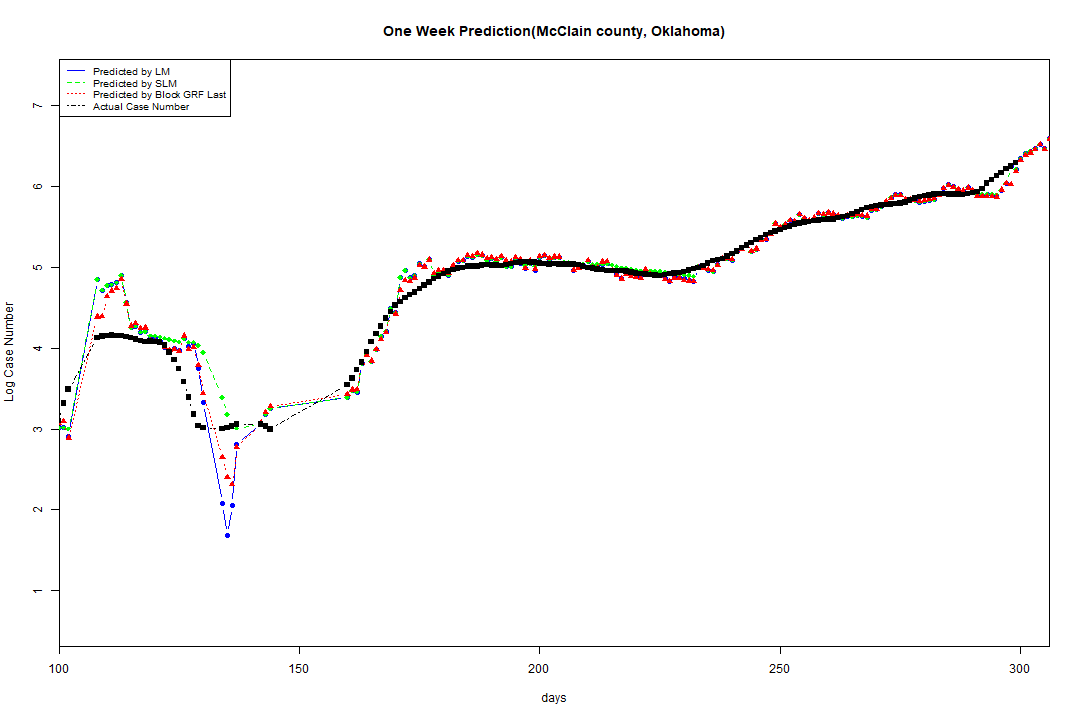 One Week Prediction(McClain county, Oklahoma)
Predicted by LM
Predicted by SLM
Predicted by Block GRF Last
Actual Case Number
7
6
5
4
3
2
1
Log Case Number
100 150 200 250 300
days